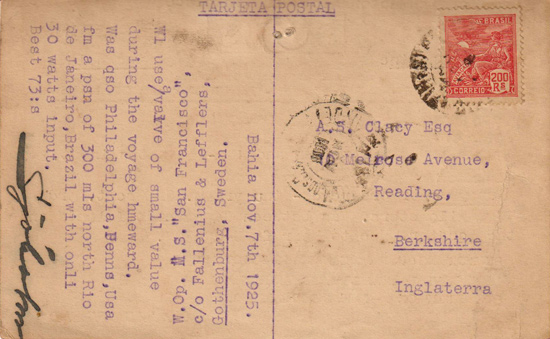 TARJETA POSTAL
BRASIL
CORREIO
200
RS
A.S. Clacy Esq
Melrose Avenue,
Reading,
Berkshire
Inglaterra
Bahia nov.7th 1925.
W.Op. M.S."San Francisco",
c/o Fallenius & Lefflers,
Gothenburg, Sweden.
Wl use/valve of small value
during the voyage hmeward.
Was qso Philadelphia,Penns,Usa
fm a psn of 300 mls north Rio
de Janeiro,Brazil with onli
30 watts input.
Best 73:s